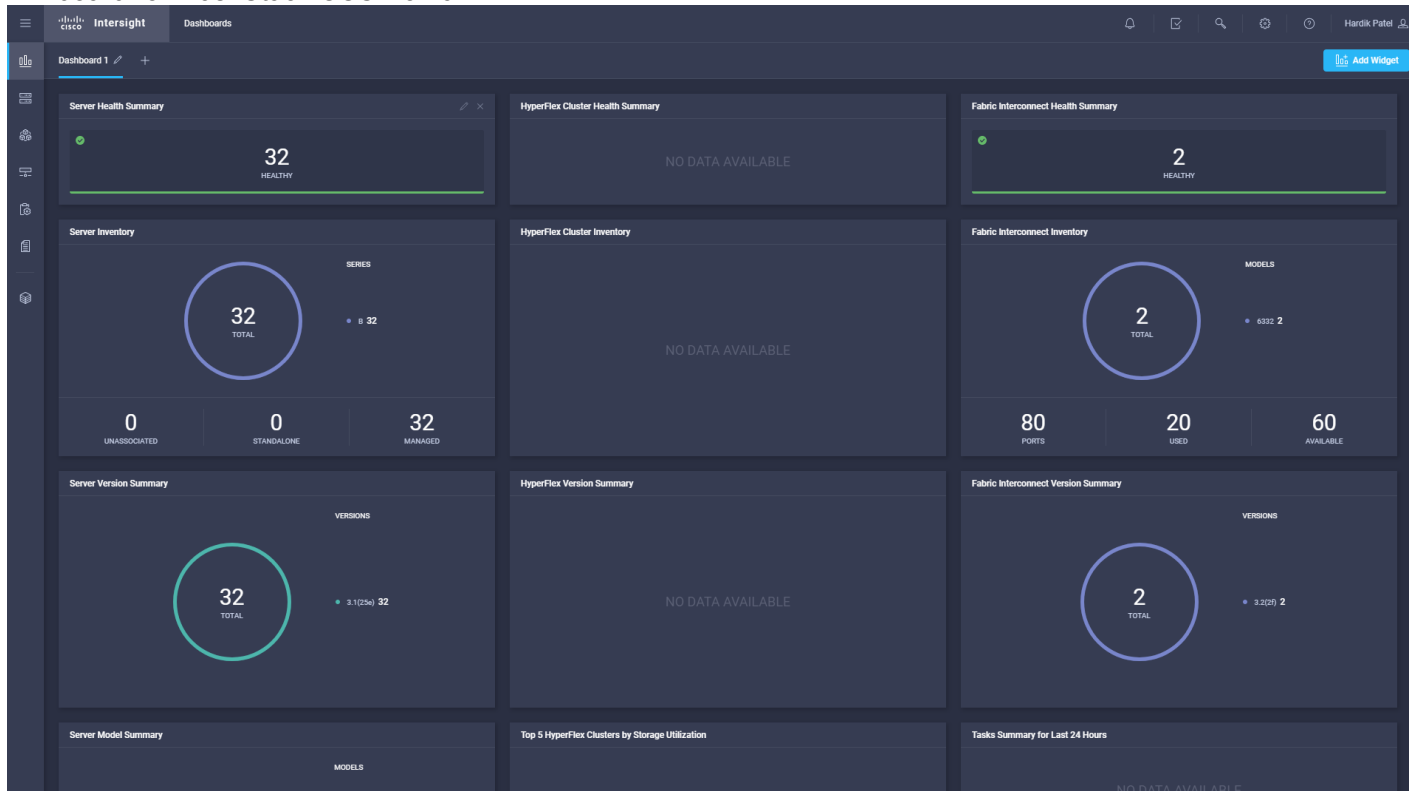 cisco Intersight Dashboards Hardik Patel
Dashboard 1 + Add Widget
Server Health Summary
32
HEALTHY
HyperFlex Cluster Health Summary
NO DATA AVAILABLE
Fabric Interconnect Health Summary
2
HEALTHY
Server Inventory
SERIES
32
TOTAL
B 32
0
UNASSOCIATED
0
STANDALONE
32
MANAGED
HyperFlex Cluster Inventory
NO DATA AVAILABLE
Fabric Interconnect Inventory
MODELS
2
TOTAL
6332 2
80
PORTS
20
USED
60
AVAILABLE
Server Version Summary
VERSIONS
32
TOTAL
3.1(25e) 32
HyperFlex Version Summary
NO DATA AVAILABLE
Fabric Interconnect Version Summary
VERSIONS
2
TOTAL
3.2(2f) 2
Server Model Summary
MODELS
Top 5 HyperFlex Clusters by Storage Utilization
Tasks Summary for Last 24 Hours
NO DATA AVAILABLE